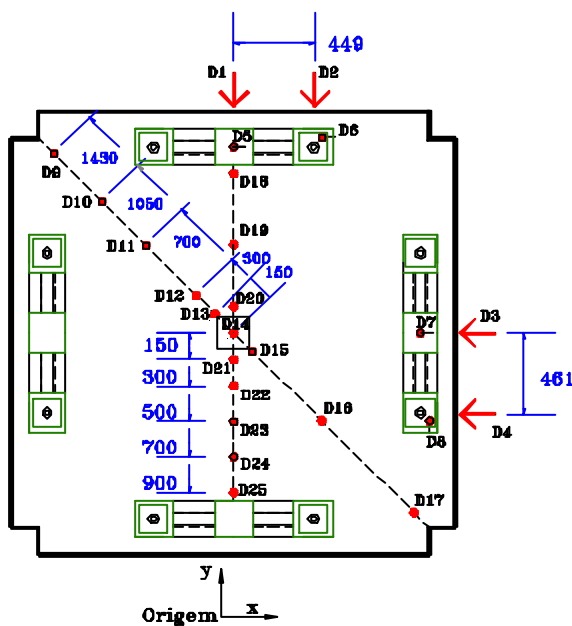 449
D1
D2
D5
D6
D9
1430
D18
D10
1050
D11
700
D19
300
150
D12
D20
D13
D14
D7
D3
150
D21
D15
461
300
D22
D16
D4
500
D23
D8
700
D24
900
D25
D17
y
Origem
x